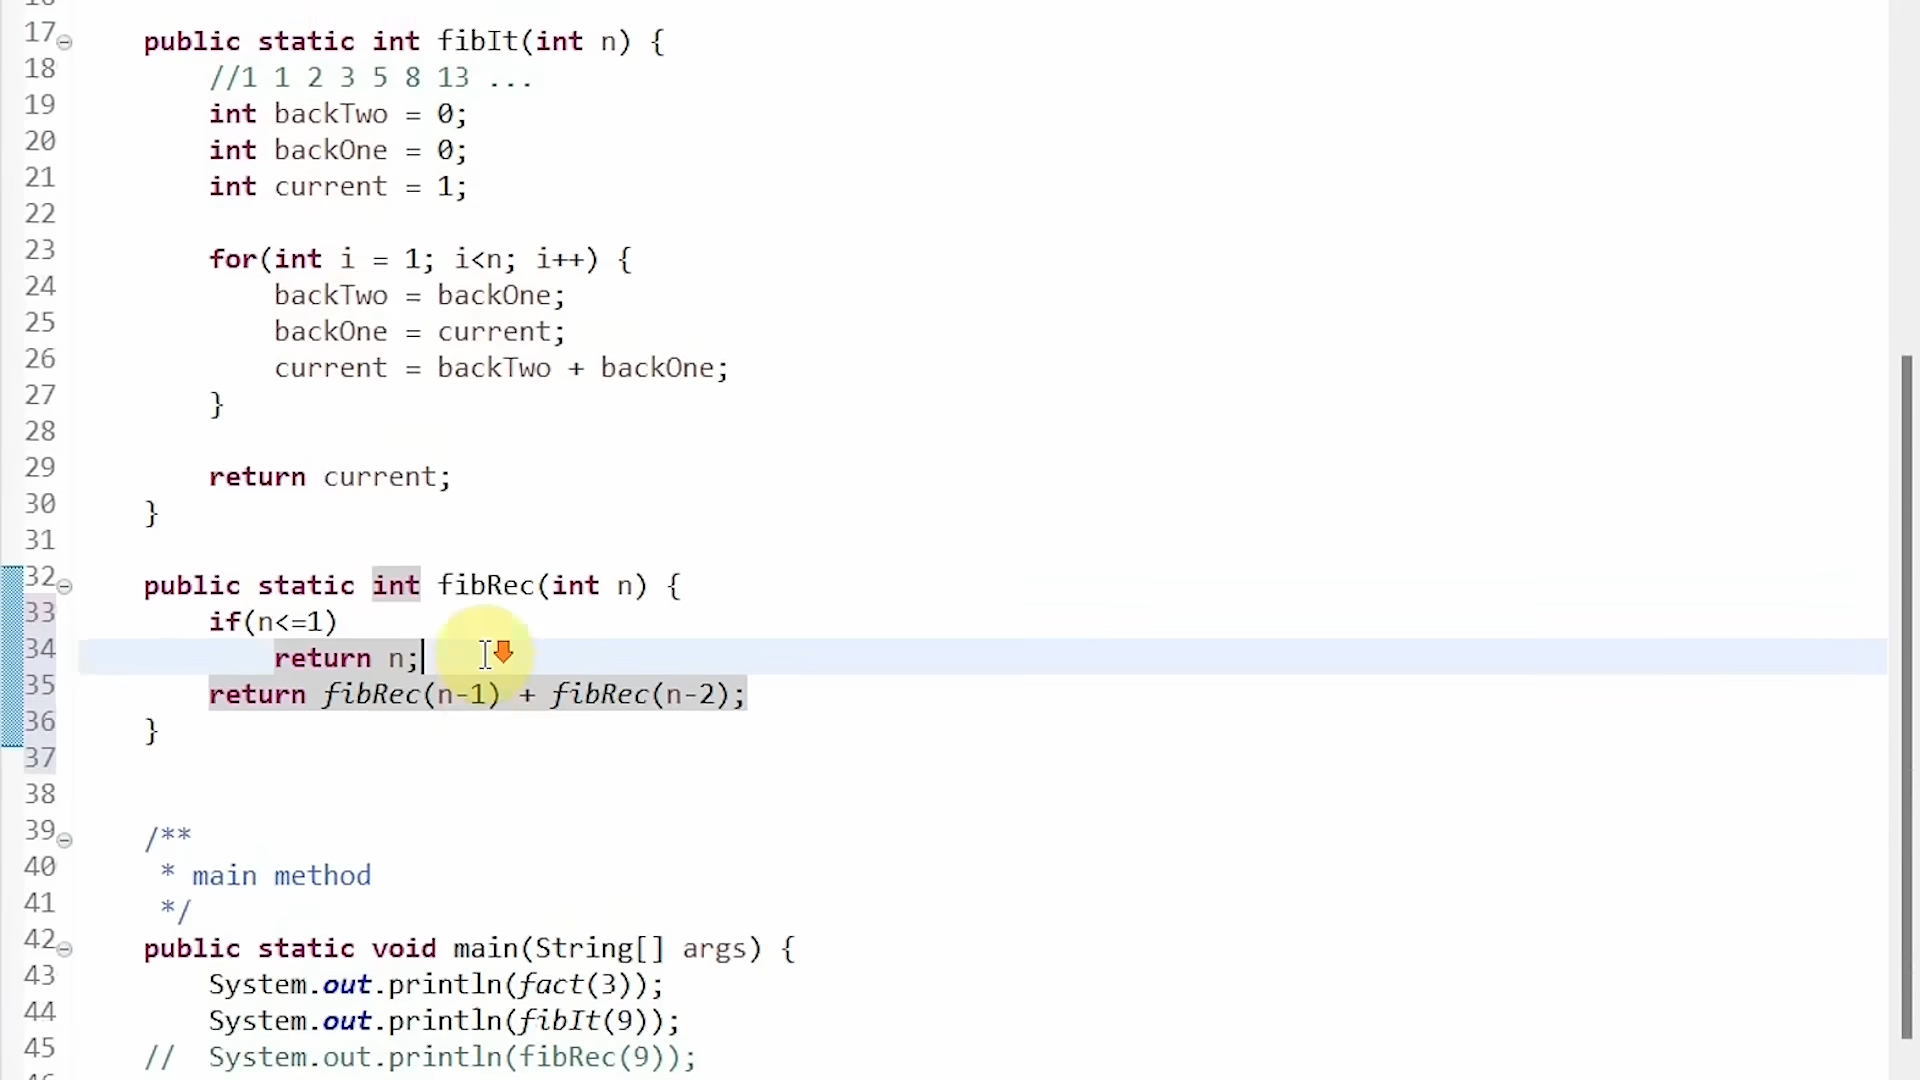 17 public static int fibIt(int n) {
18 //1 1 2 3 5 8 13 ...
19 int backTwo = 0;
20 int backOne = 0;
21 int current = 1;
22
23 for(int i = 1; i<n; i++) {
24 backTwo = backOne;
25 backOne = current;
26 current = backTwo + backOne;
27 }
28
29 return current;
30 }
31
32 public static int fibRec(int n) {
33 if(n<=1)
34 return n;
35 return fibRec(n-1) + fibRec(n-2);
36 }
37
38
39 /**
40 * main method
41 */
42 public static void main(String[] args) {
43 System.out.println(fact(3));
44 System.out.println(fibIt(9));
45 // System.out.println(fibRec(9));